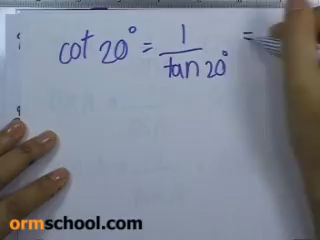 cot 20° = 1/tan 20° =
ormschool.com